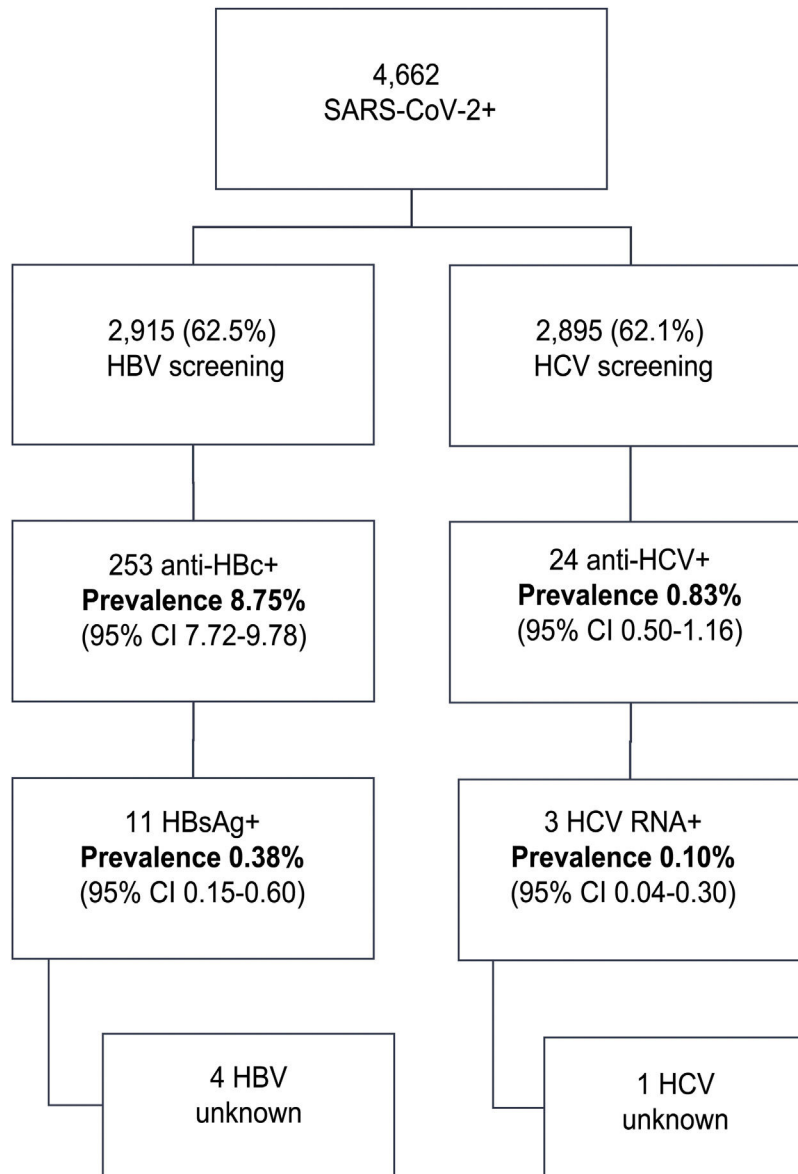 4,662
SARS-CoV-2+
2,915 (62.5%)
HBV screening
2,895 (62.1%)
HCV screening
253 anti-HBc+
Prevalence 8.75%
(95% CI 7.72-9.78)
24 anti-HCV+
Prevalence 0.83%
(95% CI 0.50-1.16)
11 HBsAg+
Prevalence 0.38%
(95% CI 0.15-0.60)
3 HCV RNA+
Prevalence 0.10%
(95% CI 0.04-0.30)
4 HBV
unknown
1 HCV
unknown